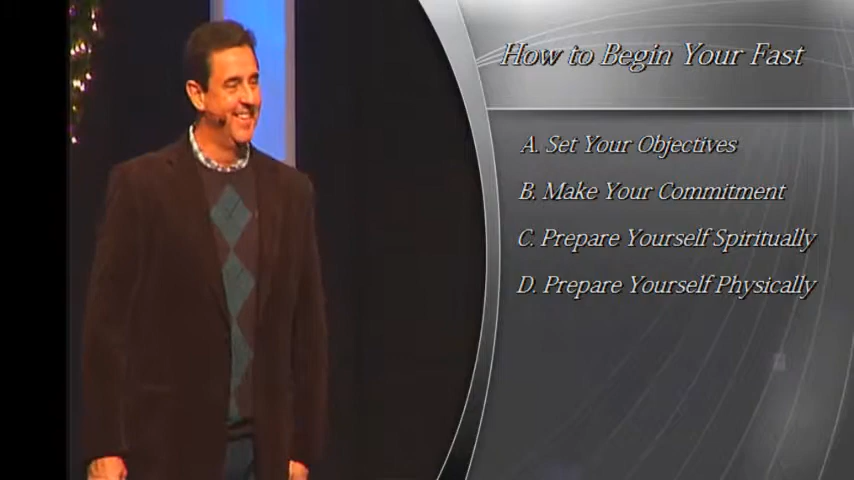 How to Begin Your Fast
A. Set Your Objectives
B. Make Your Commitment
C. Prepare Yourself Spiritually
D. Prepare Yourself Physically